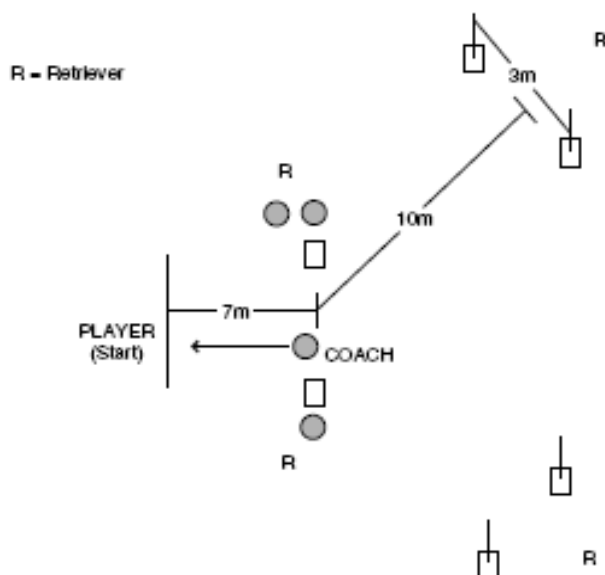 R
3m
R = Retriever
R
10m
7m
PLAYER
(Start)
COACH
R
R